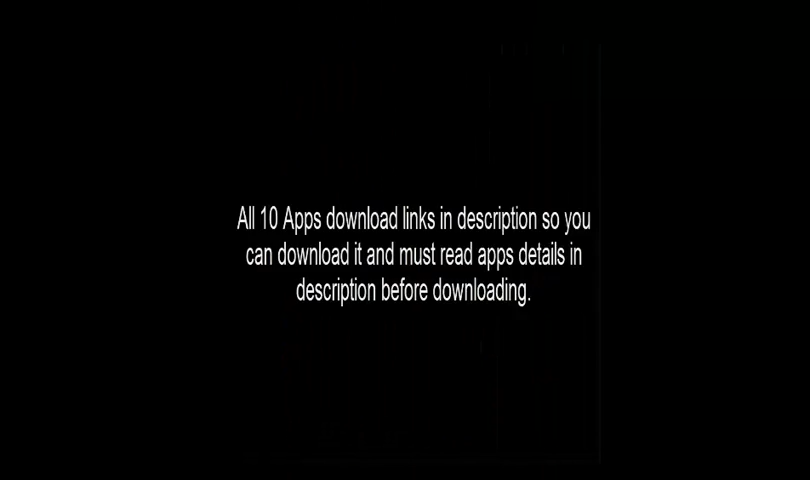 All 10 Apps download links in description so you
can download it and must read apps details in
description before downloading.